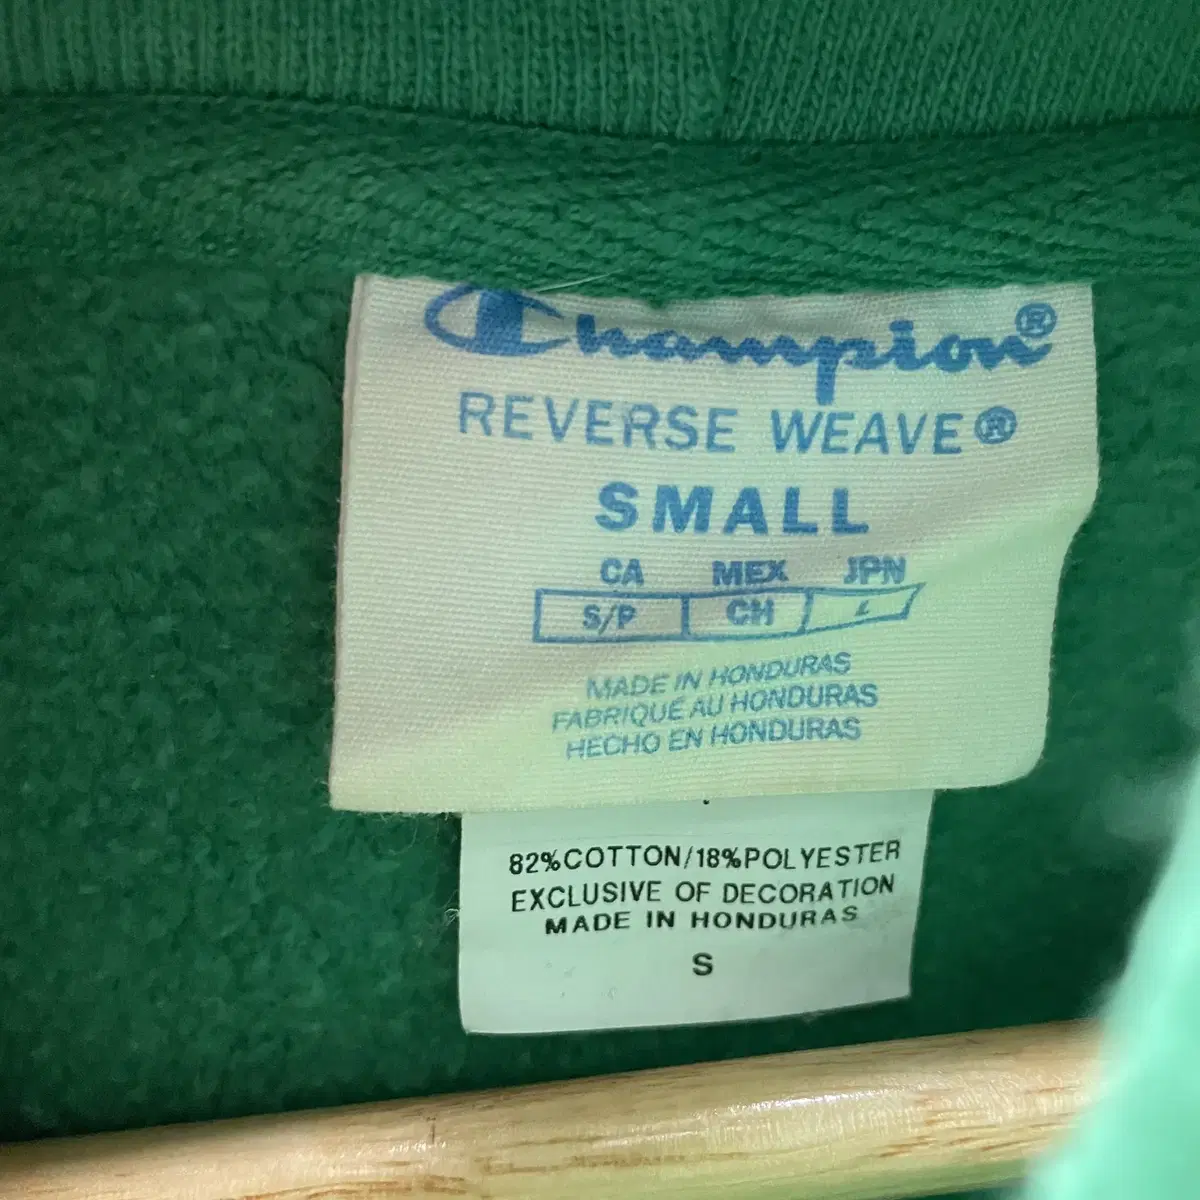 Champion®
REVERSE WEAVE®
SMALL
CA MEX JPN
S/P CH L
MADE IN HONDURAS
FABRIQUE AU HONDURAS
HECHO EN HONDURAS
82%COTTON/18%POLYESTER
EXCLUSIVE OF DECORATION
MADE IN HONDURAS
S